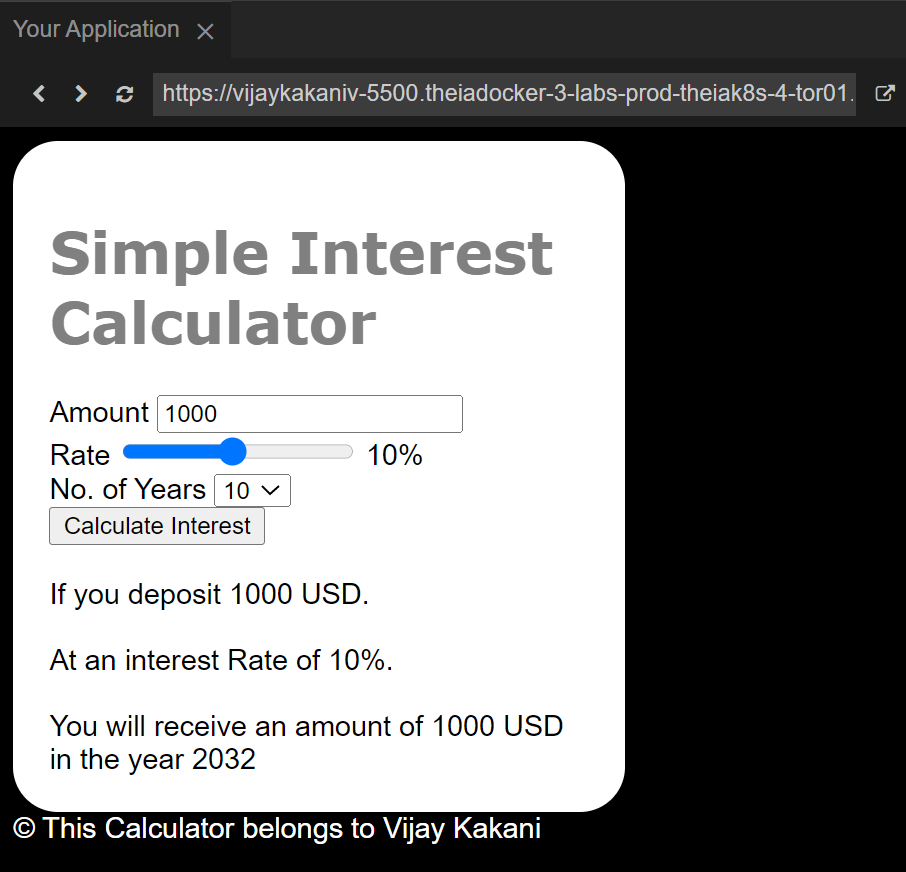 Your Application
https://vijaykakaniv-5500.theiadocker-3-labs-prod-theiak8s-4-tor01.
Simple Interest
Calculator
Amount 1000
Rate 10%
No. of Years 10
Calculate Interest
If you deposit 1000 USD.
At an interest Rate of 10%.
You will receive an amount of 1000 USD
in the year 2032
© This Calculator belongs to Vijay Kakani